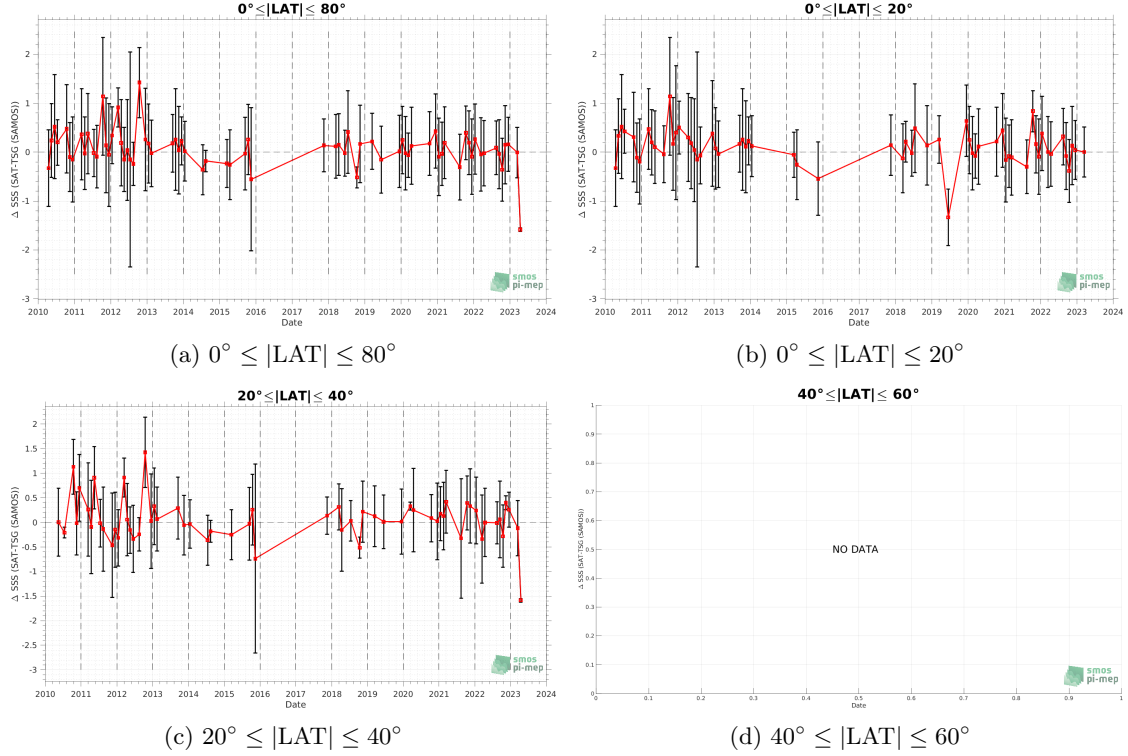 0°≤|LAT|≤ 80°
2
1
0
-1
-2
-3
Δ SSS (SAT-TSG (SAMOS))
2010 2011 2012 2013 2014 2015 2016 2017 2018 2019 2020 2021 2022 2023 2024
Date
smos
pi-mep
(a) 0° ≤ |LAT| ≤ 80°
0°≤|LAT|≤ 20°
2
1
0
-1
-2
-3
Δ SSS (SAT-TSG (SAMOS))
2010 2011 2012 2013 2014 2015 2016 2017 2018 2019 2020 2021 2022 2023 2024
Date
smos
pi-mep
(b) 0° ≤ |LAT| ≤ 20°
20°≤|LAT|≤ 40°
2
1.5
1
0.5
0
-0.5
-1
-1.5
-2
-2.5
-3
Δ SSS (SAT-TSG (SAMOS))
2010 2011 2012 2013 2014 2015 2016 2017 2018 2019 2020 2021 2022 2023 2024
Date
smos
pi-mep
(c) 20° ≤ |LAT| ≤ 40°
40°≤|LAT|≤ 60°
1
0.9
0.8
0.7
0.6
0.5
0.4
0.3
0.2
0.1
0
Δ SSS (SAT-TSG (SAMOS))
NO DATA
0 0.1 0.2 0.3 0.4 0.5 0.6 0.7 0.8 0.9 1
Date
smos
pi-mep
(d) 40° ≤ |LAT| ≤ 60°